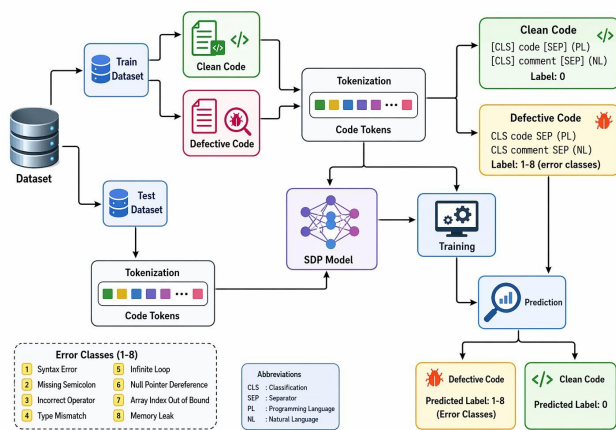 Dataset
Train
Dataset
Test
Dataset
</>
Clean Code
Defective Code
Tokenization
Code Tokens
Clean Code
</>
[CLS] code [SEP] (PL)
[CLS] comment [SEP] (NL)
Label: 0
Defective Code
CLS code SEP (PL)
CLS comment SEP (NL)
Label: 1-8 (error classes)
SDP Model
Training
Prediction
Tokenization
Code Tokens
Error Classes (1-8)
1 Syntax Error
2 Missing Semicolon
3 Incorrect Operator
4 Type Mismatch
5 Infinite Loop
6 Null Pointer Dereference
7 Array Index Out of Bound
8 Memory Leak
Abbreviations
CLS : Classification
SEP : Separator
PL : Programming Language
NL : Natural Language
Defective Code
Predicted Label: 1-8
(Error Classes)
</> Clean Code
Predicted Label: 0